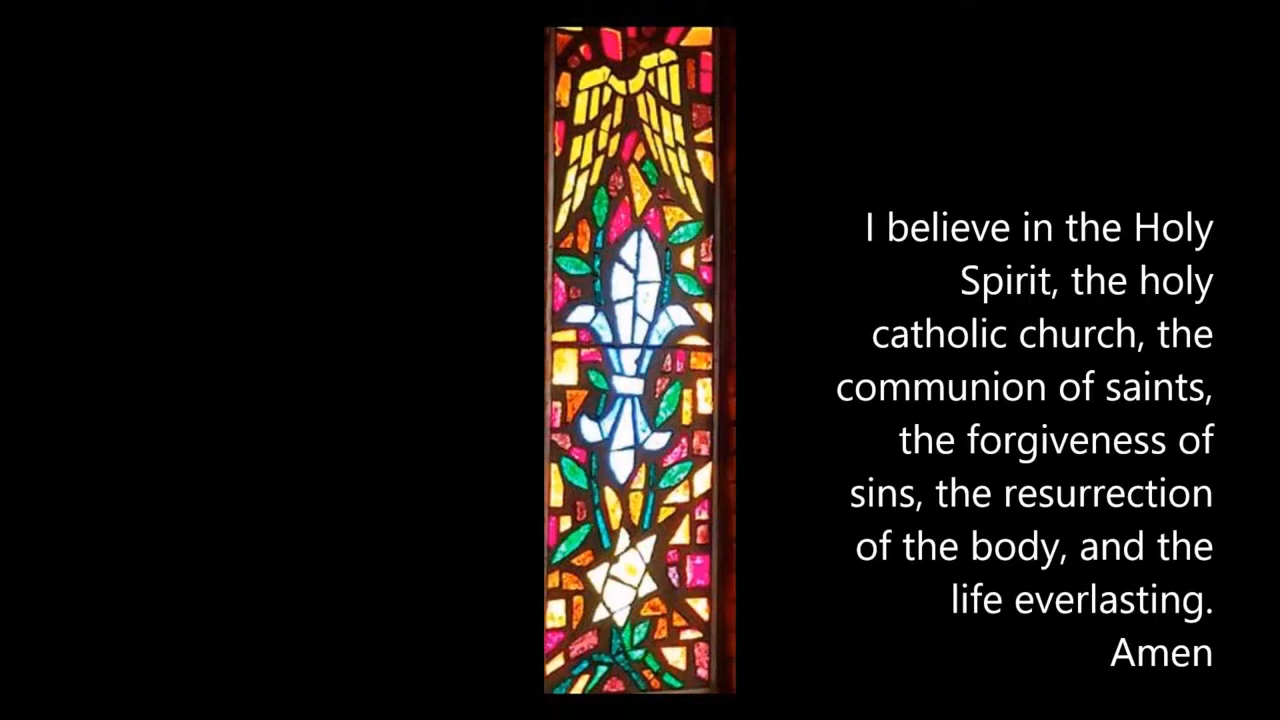 I believe in the Holy
Spirit, the holy
catholic church, the
communion of saints,
the forgiveness of
sins, the resurrection
of the body, and the
life everlasting.
Amen